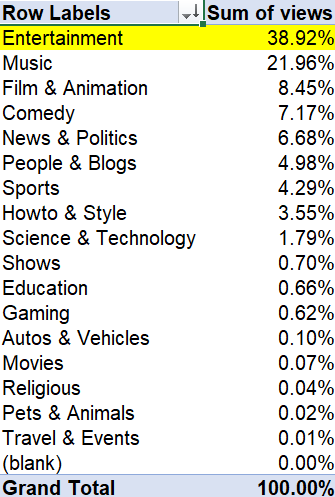 Row Labels Sum of views
Entertainment 38.92%
Music 21.96%
Film & Animation 8.45%
Comedy 7.17%
News & Politics 6.68%
People & Blogs 4.98%
Sports 4.29%
Howto & Style 3.55%
Science & Technology 1.79%
Shows 0.70%
Education 0.66%
Gaming 0.62%
Autos & Vehicles 0.10%
Movies 0.07%
Religious 0.04%
Pets & Animals 0.02%
Travel & Events 0.01%
(blank) 0.00%
Grand Total 100.00%